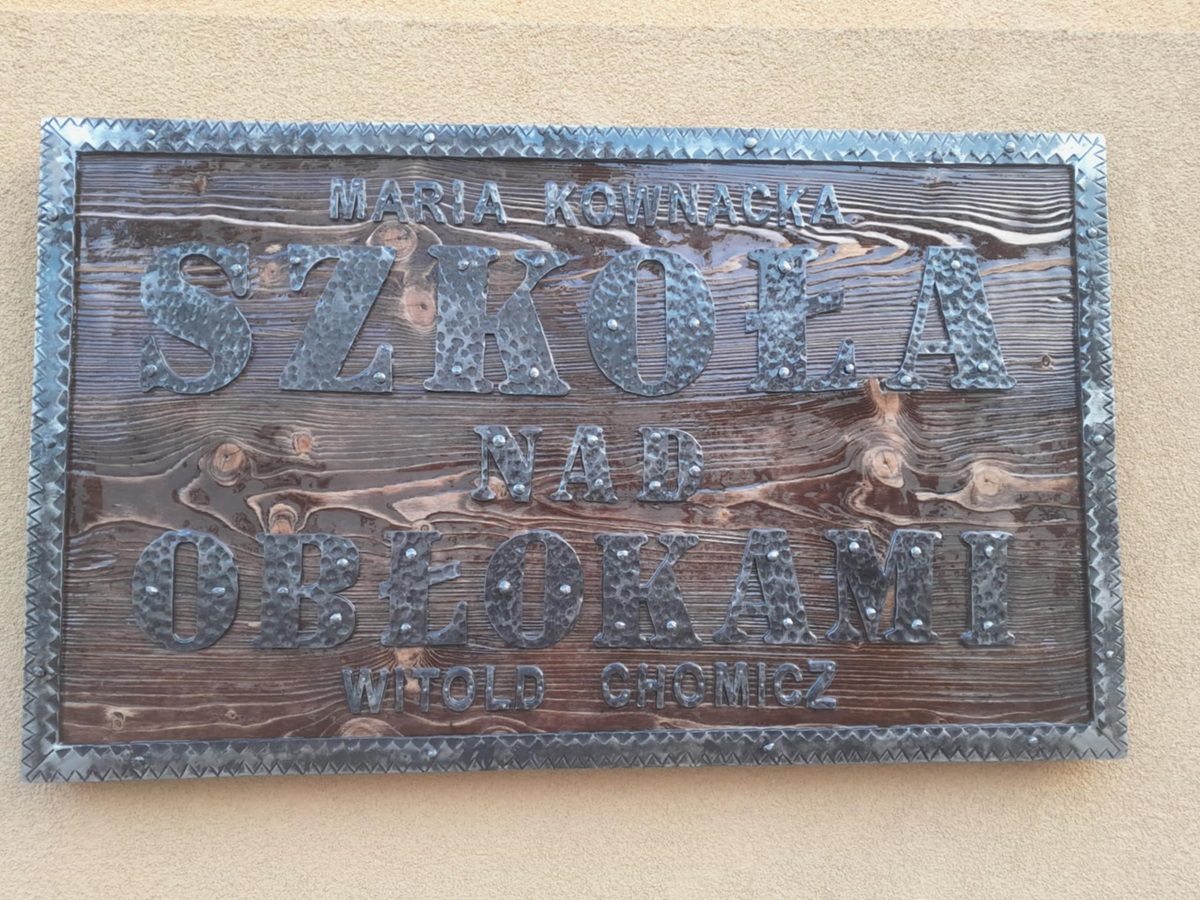 MARIA KOWNACKA
SZKOŁA
NAD
OBŁOKAMI
WITOLD CHOMICZ